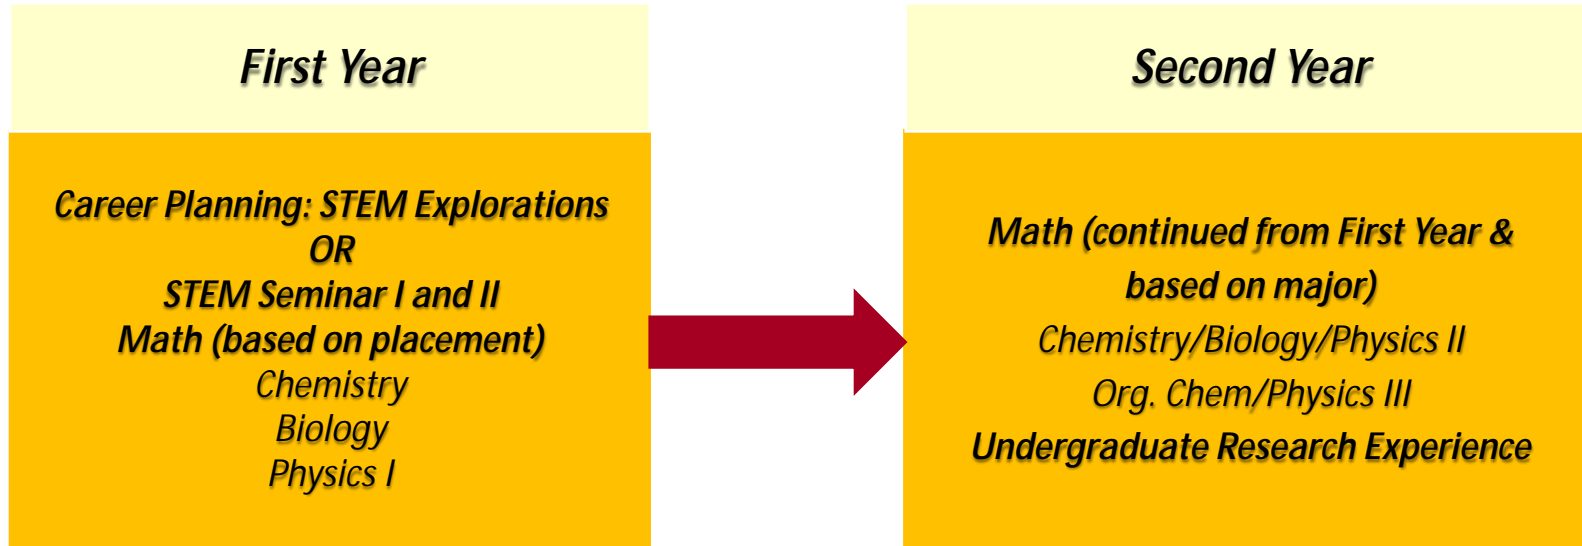 First Year
Career Planning: STEM Explorations
OR
STEM Seminar I and II
Math (based on placement)
Chemistry
Biology
Physics I
Second Year
Math (continued from First Year &
based on major)
Chemistry/Biology/Physics II
Org. Chem/Physics III
Undergraduate Research Experience